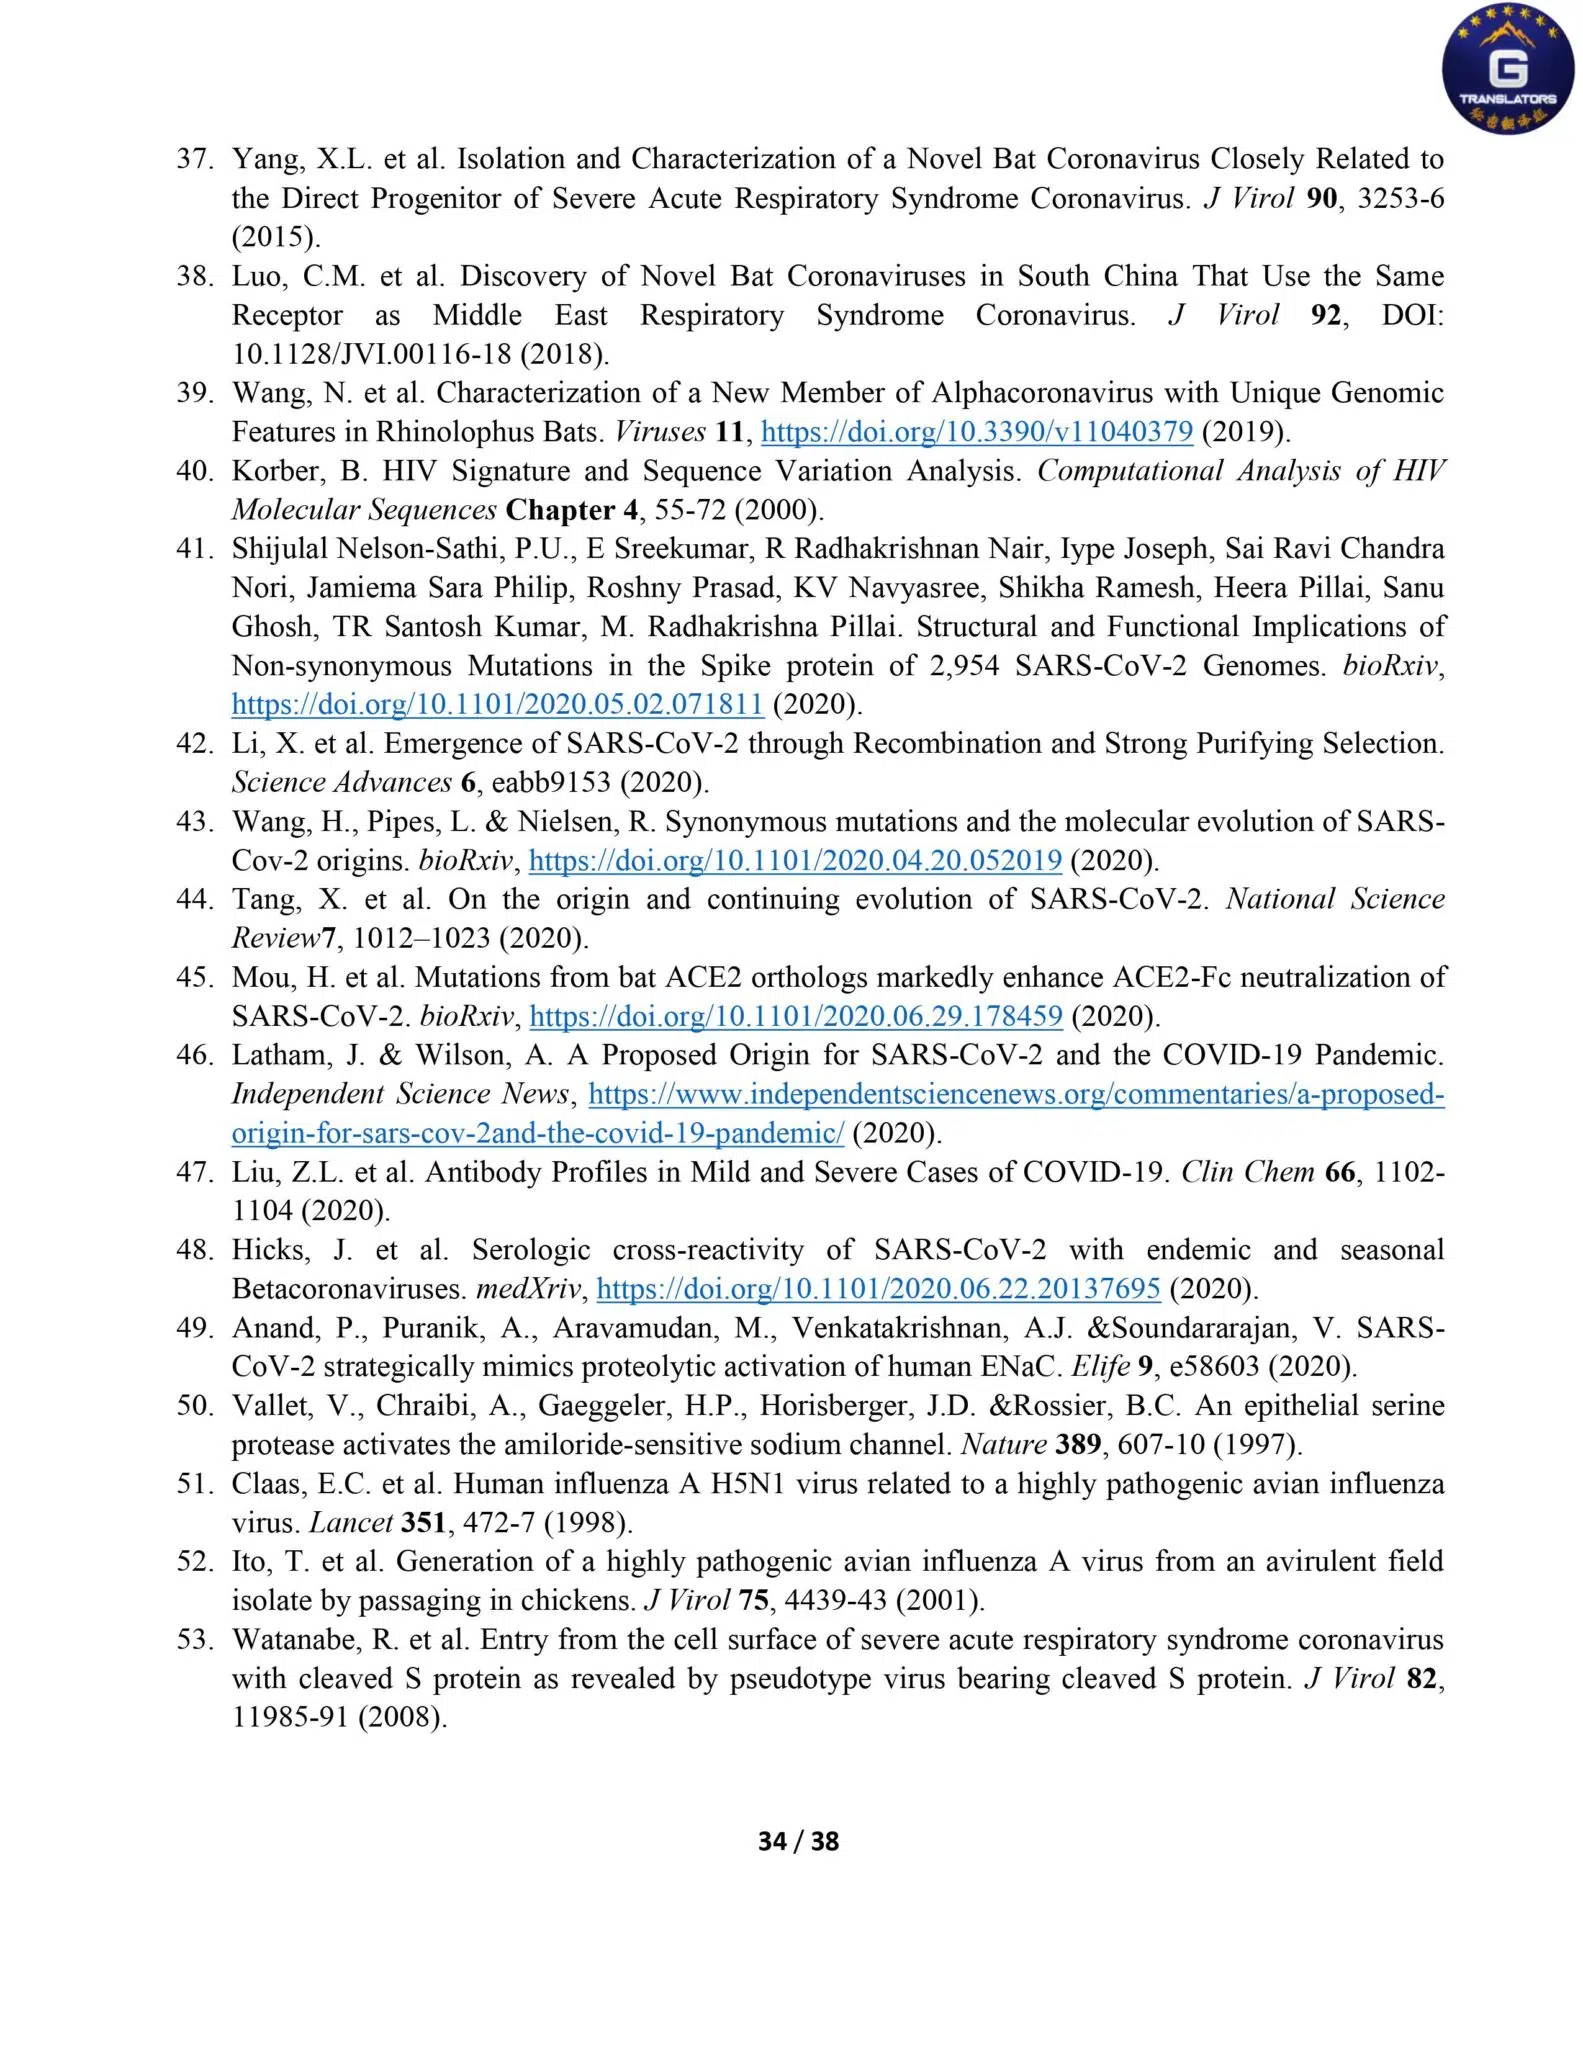 G
TRANSLATORS
37. Yang, X.L. et al. Isolation and Characterization of a Novel Bat Coronavirus Closely Related to
the Direct Progenitor of Severe Acute Respiratory Syndrome Coronavirus. J Virol 90, 3253-6
(2015).
38. Luo, C.M. et al. Discovery of Novel Bat Coronaviruses in South China That Use the Same
Receptor as Middle East Respiratory Syndrome Coronavirus. J Virol 92, DOI:
10.1128/JVI.00116-18 (2018).
39. Wang, N. et al. Characterization of a New Member of Alphacoronavirus with Unique Genomic
Features in Rhinolophus Bats. Viruses 11, https://doi.org/10.3390/v11040379 (2019).
40. Korber, B. HIV Signature and Sequence Variation Analysis. Computational Analysis of HIV
Molecular Sequences Chapter 4, 55-72 (2000).
41. Shijulal Nelson-Sathi, P.U., E Sreekumar, R Radhakrishnan Nair, Iype Joseph, Sai Ravi Chandra
Nori, Jamiema Sara Philip, Roshny Prasad, KV Navyasree, Shikha Ramesh, Heera Pillai, Sanu
Ghosh, TR Santosh Kumar, M. Radhakrishna Pillai. Structural and Functional Implications of
Non-synonymous Mutations in the Spike protein of 2,954 SARS-CoV-2 Genomes. bioRxiv,
https://doi.org/10.1101/2020.05.02.071811 (2020).
42. Li, X. et al. Emergence of SARS-CoV-2 through Recombination and Strong Purifying Selection.
Science Advances 6, eabb9153 (2020).
43. Wang, H., Pipes, L. & Nielsen, R. Synonymous mutations and the molecular evolution of SARS-
Cov-2 origins. bioRxiv, https://doi.org/10.1101/2020.04.20.052019 (2020).
44. Tang, X. et al. On the origin and continuing evolution of SARS-CoV-2. National Science
Review7, 1012–1023 (2020).
45. Mou, H. et al. Mutations from bat ACE2 orthologs markedly enhance ACE2-Fc neutralization of
SARS-CoV-2. bioRxiv, https://doi.org/10.1101/2020.06.29.178459 (2020).
46. Latham, J. & Wilson, A. A Proposed Origin for SARS-CoV-2 and the COVID-19 Pandemic.
Independent Science News, https://www.independentsciencenews.org/commentaries/a-proposed-
origin-for-sars-cov-2and-the-covid-19-pandemic/ (2020).
47. Liu, Z.L. et al. Antibody Profiles in Mild and Severe Cases of COVID-19. Clin Chem 66, 1102-
1104 (2020).
48. Hicks, J. et al. Serologic cross-reactivity of SARS-CoV-2 with endemic and seasonal
Betacoronaviruses. medXriv, https://doi.org/10.1101/2020.06.22.20137695 (2020).
49. Anand, P., Puranik, A., Aravamudan, M., Venkatakrishnan, A.J. &Soundararajan, V. SARS-
CoV-2 strategically mimics proteolytic activation of human ENaC. Elife 9, e58603 (2020).
50. Vallet, V., Chraibi, A., Gaeggeler, H.P., Horisberger, J.D. &Rossier, B.C. An epithelial serine
protease activates the amiloride-sensitive sodium channel. Nature 389, 607-10 (1997).
51. Claas, E.C. et al. Human influenza A H5N1 virus related to a highly pathogenic avian influenza
virus. Lancet 351, 472-7 (1998).
52. Ito, T. et al. Generation of a highly pathogenic avian influenza A virus from an avirulent field
isolate by passaging in chickens. J Virol 75, 4439-43 (2001).
53. Watanabe, R. et al. Entry from the cell surface of severe acute respiratory syndrome coronavirus
with cleaved S protein as revealed by pseudotype virus bearing cleaved S protein. J Virol 82,
11985-91 (2008).
34 / 38